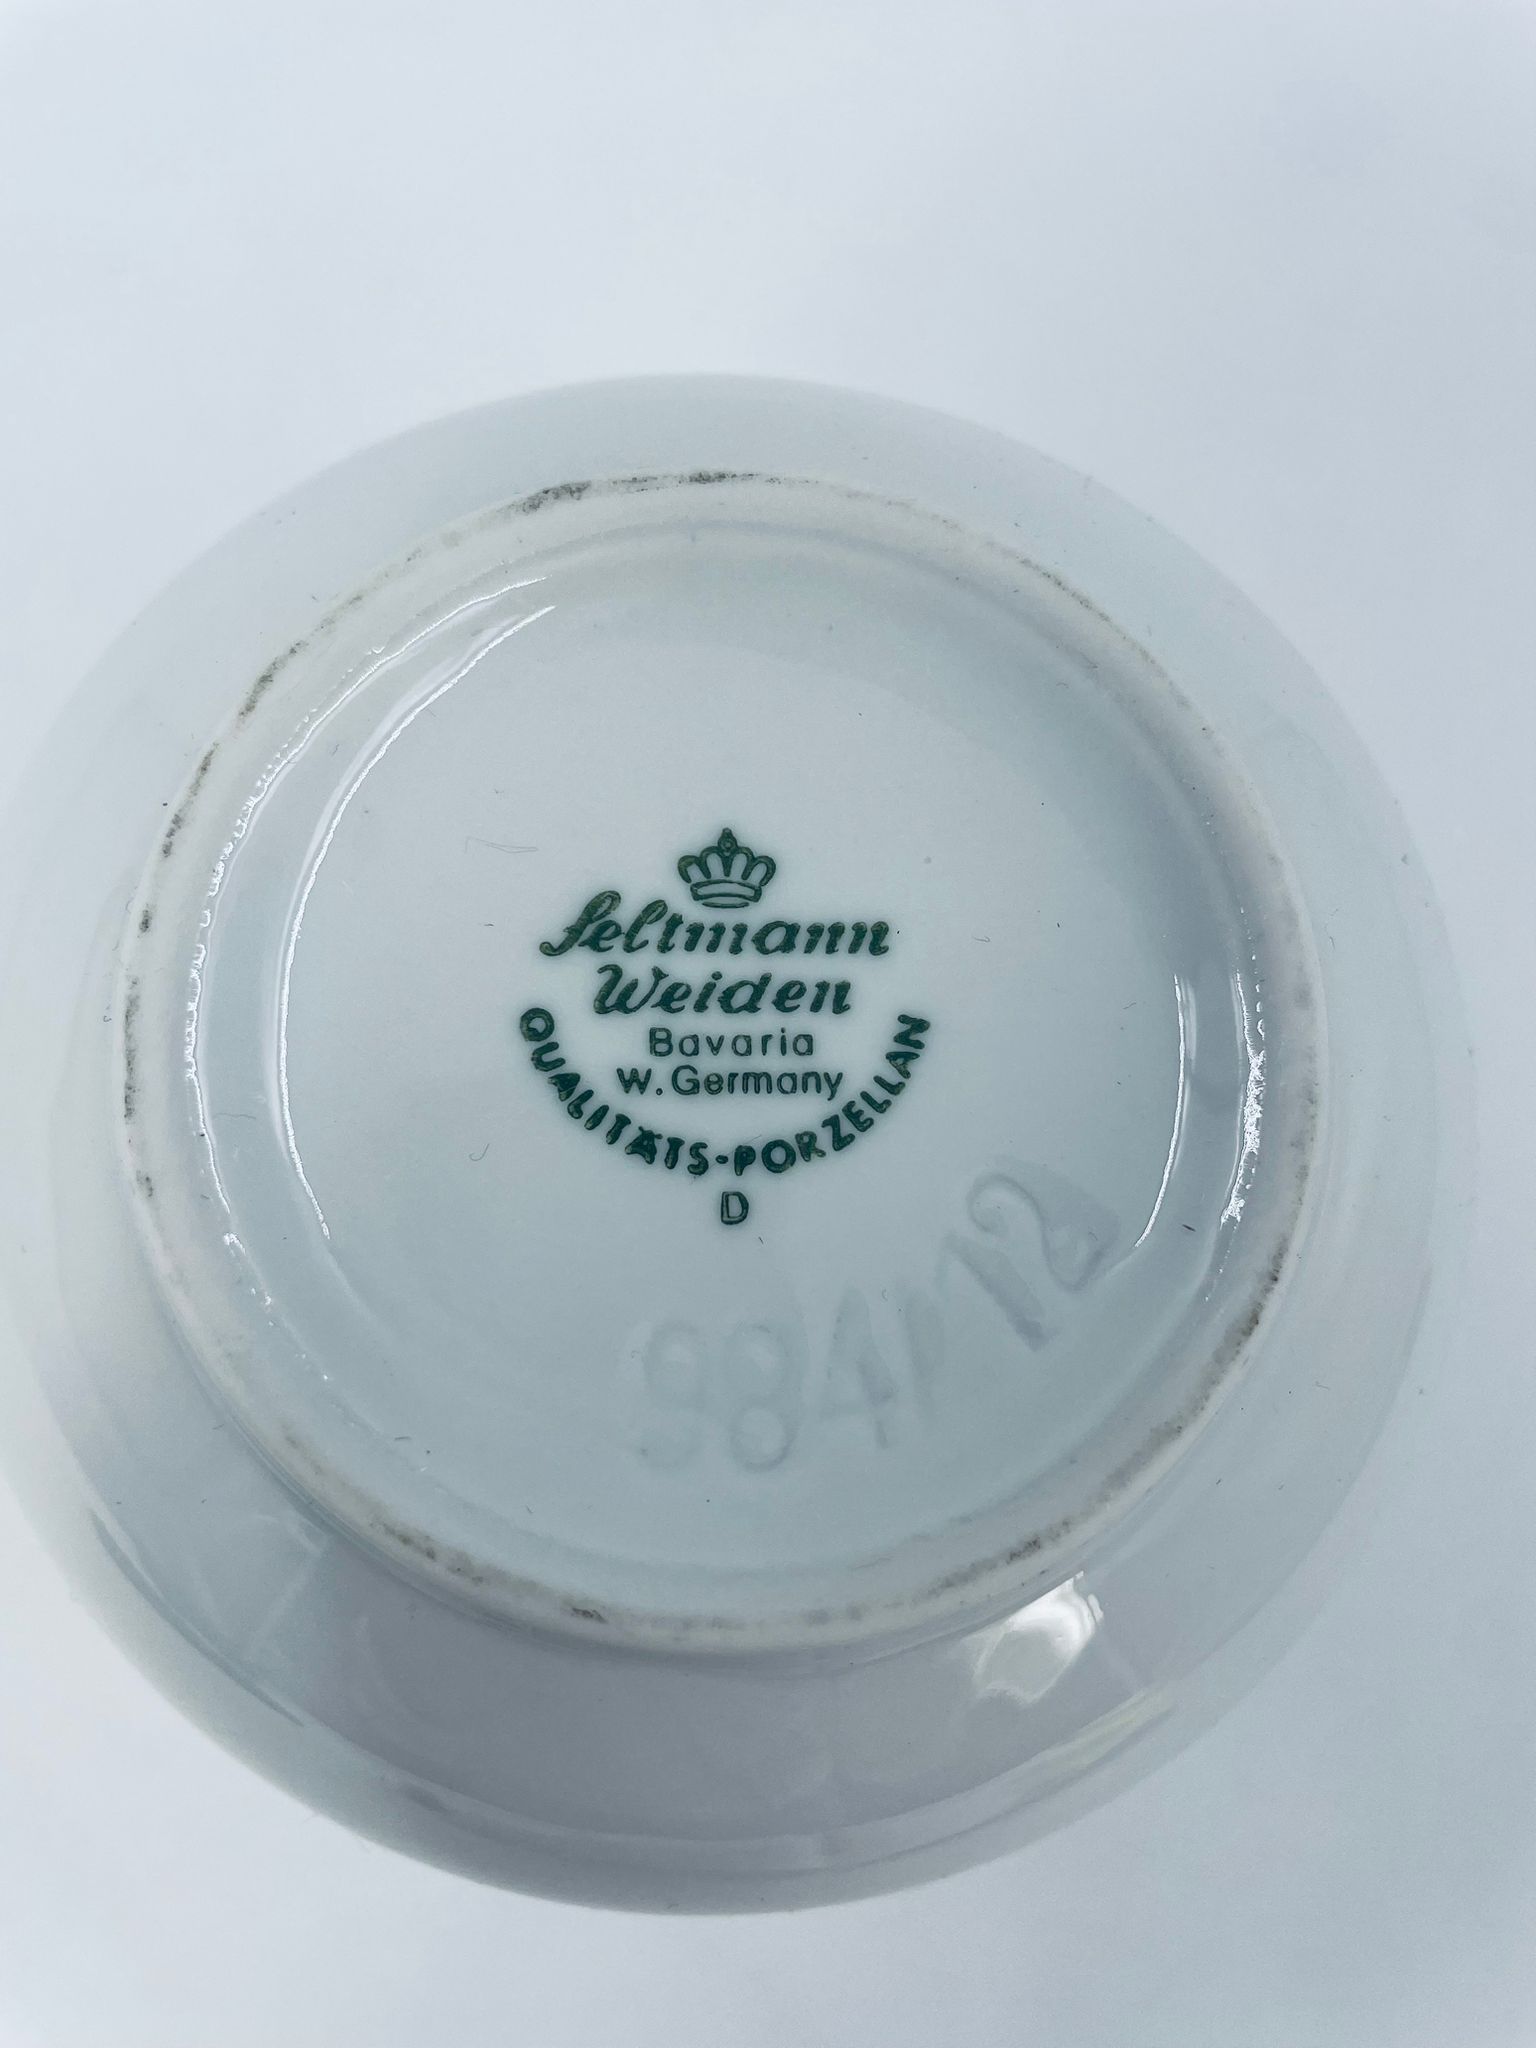 Seltmann
Weiden
Bavaria
W. Germany
QUALITÄTS-PORZELLAN
D
984/12